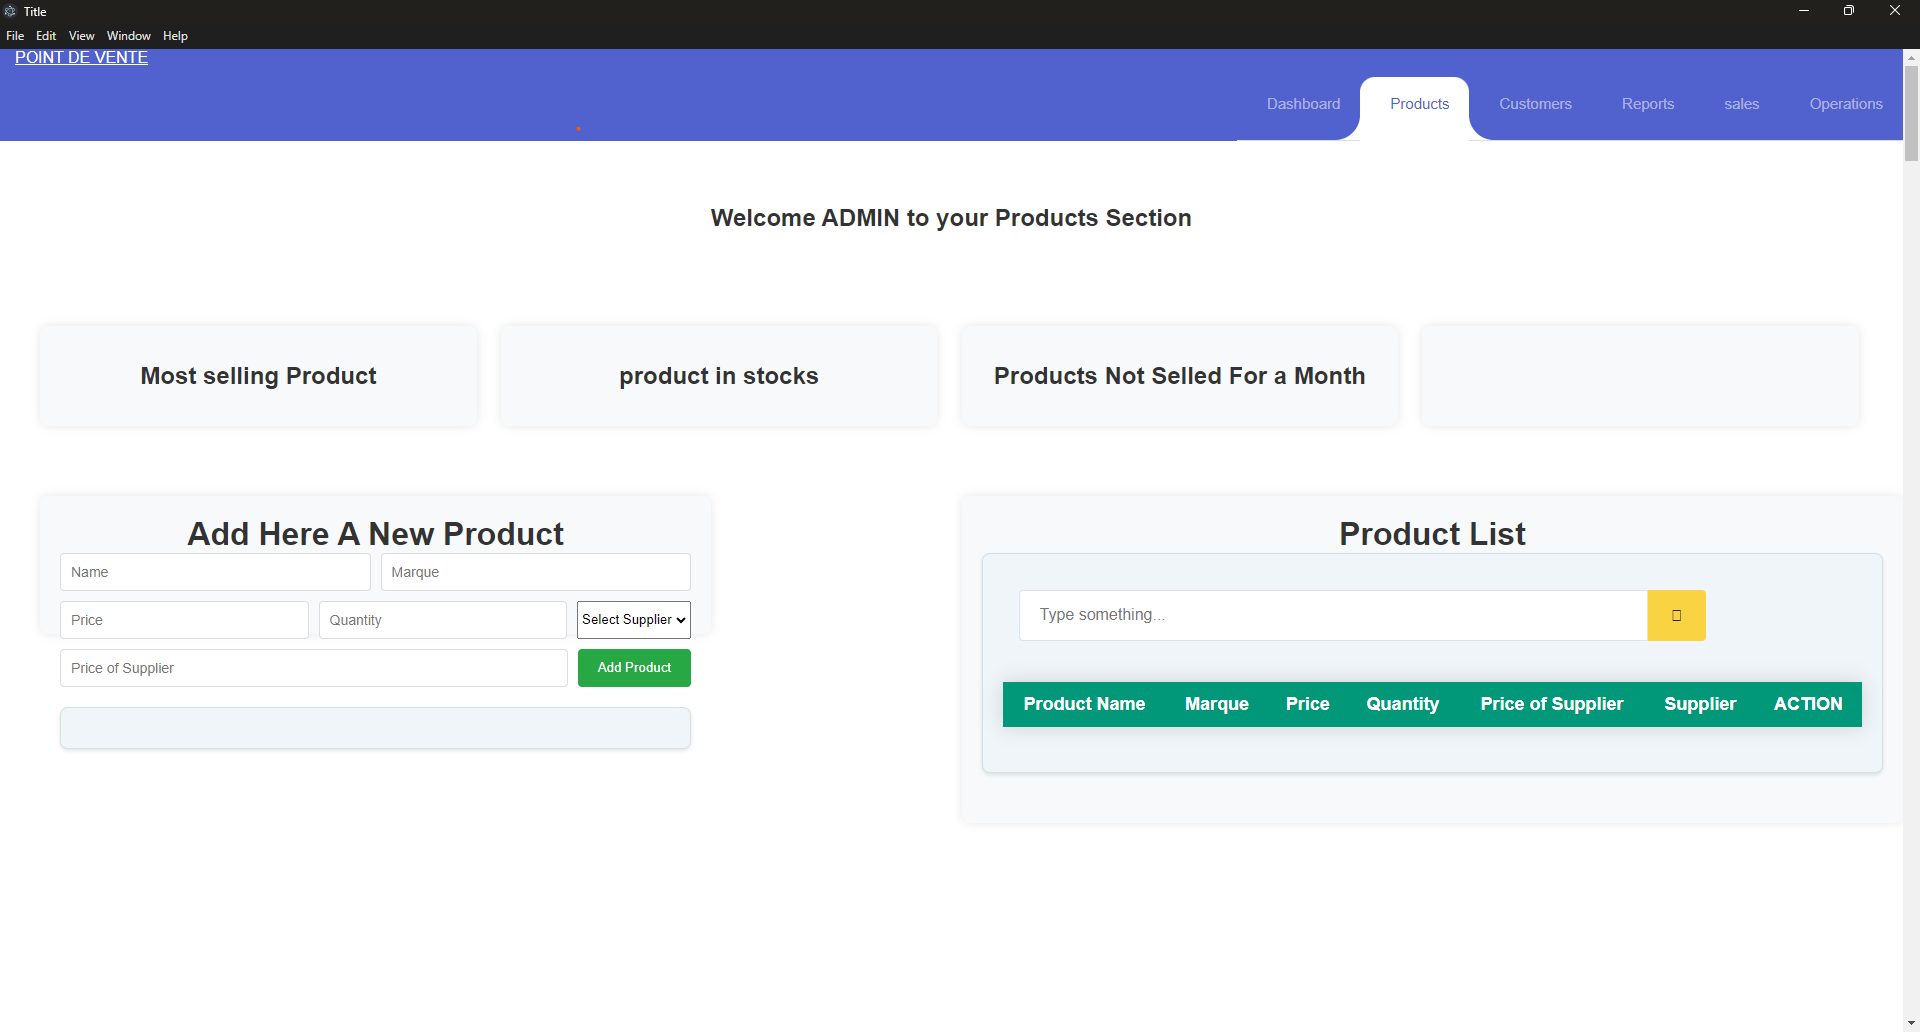 Title
File Edit View Window Help
POINT DE VENTE
Dashboard Products Customers Reports sales Operations
Welcome ADMIN to your Products Section
Most selling Product
product in stocks
Products Not Selled For a Month
Add Here A New Product
Name
Marque
Price
Quantity
Select Supplier
Price of Supplier
Add Product
Product List
Type something...
Product Name Marque Price Quantity Price of Supplier Supplier ACTION